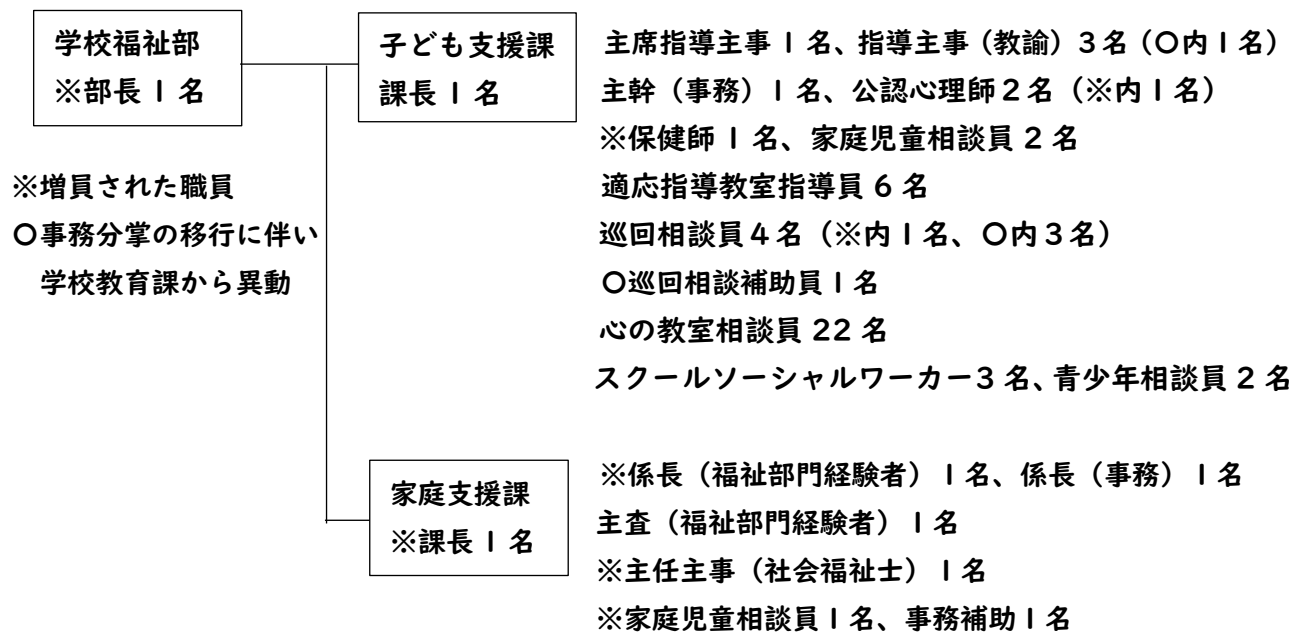 学校福祉部
※部長１名
※増員された職員
〇事務分掌の移行に伴い
学校教育課から異動
子ども支援課
課長１名
主席指導主事１名、指導主事（教諭）３名（〇内１名）
主幹（事務）１名、公認心理師２名（※内１名）
※保健師１名、家庭児童相談員２名
適応指導教室指導員６名
巡回相談員４名（※内１名、〇内３名）
〇巡回相談補助員１名
心の教室相談員 22 名
スクールソーシャルワーカー３名、青少年相談員２名
家庭支援課
※課長１名
※係長（福祉部門経験者）１名、係長（事務）１名
主査（福祉部門経験者）１名
※主任主事（社会福祉士）１名
※家庭児童相談員１名、事務補助１名